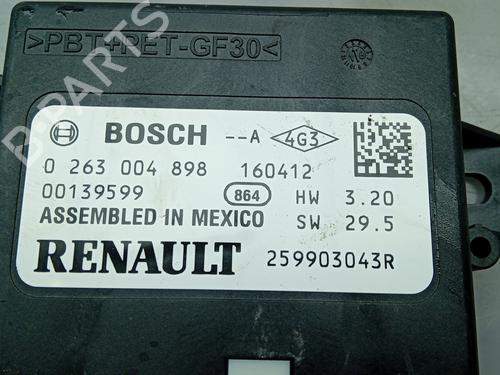 >PBT+PET-GF30<
B-PARTS
BOSCH --A 4G3
0 263 004 898 160412
00139599 864 HW 3.20
ASSEMBLED IN MEXICO SW 29.5
RENAULT 259903043R